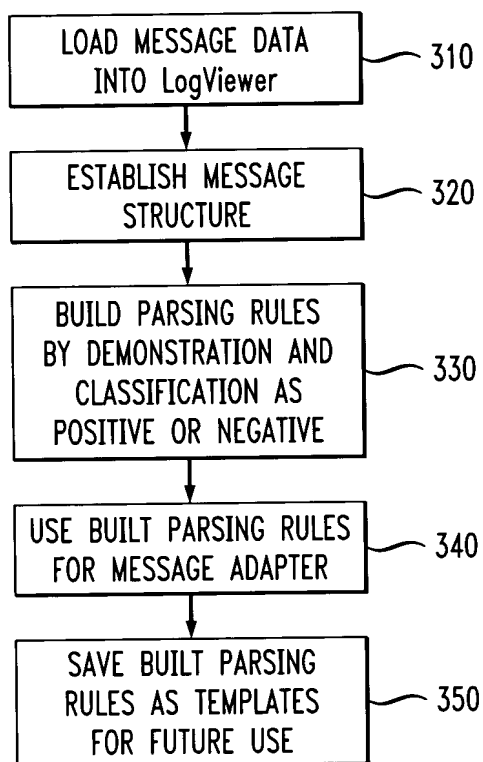 LOAD MESSAGE DATA
INTO LogViewer
310
ESTABLISH MESSAGE
STRUCTURE
320
BUILD PARSING RULES
BY DEMONSTRATION AND
CLASSIFICATION AS
POSITIVE OR NEGATIVE
330
USE BUILT PARSING RULES
FOR MESSAGE ADAPTER
340
SAVE BUILT PARSING
RULES AS TEMPLATES
FOR FUTURE USE
350